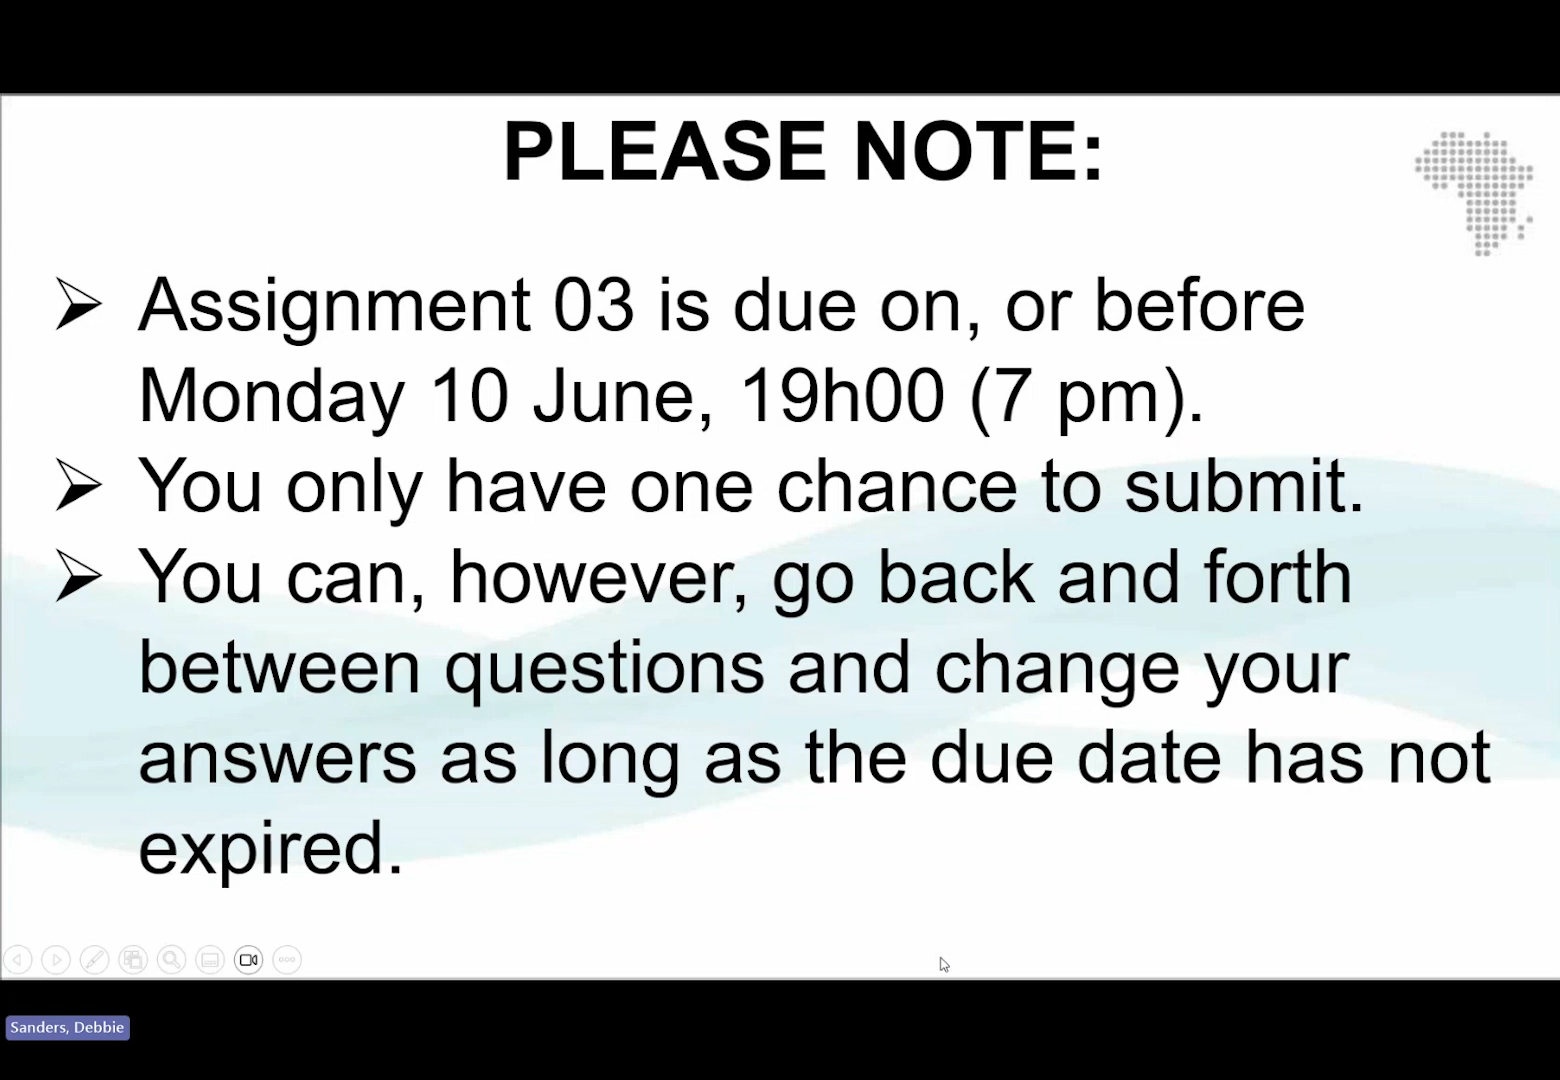 PLEASE NOTE:
Assignment 03 is due on, or before
Monday 10 June, 19h00 (7 pm).
You only have one chance to submit.
You can, however, go back and forth
between questions and change your
answers as long as the due date has not
expired.
Sanders, Debbie